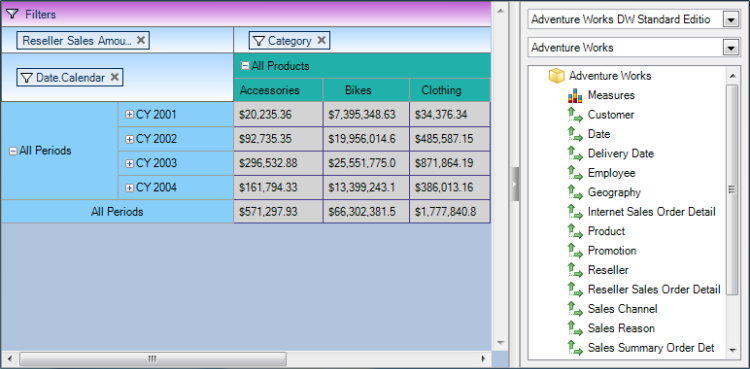 Filters
Reseller Sales Amou...
Category
Date.Calendar
All Products
Accessories Bikes Clothing
CY 2001 $20,235.36 $7,395,348.63 $34,376.34
CY 2002 $92,735.35 $19,956,014.6 $485,587.15
All Periods
CY 2003 $296,532.88 $25,551,775.0 $871,864.19
CY 2004 $161,794.33 $13,399,243.1 $386,013.16
All Periods $571,297.93 $66,302,381.5 $1,777,840.8
Adventure Works DW Standard Editio
Adventure Works
Adventure Works
Measures
Customer
Date
Delivery Date
Employee
Geography
Internet Sales Order Detail
Product
Promotion
Reseller
Reseller Sales Order Detail
Sales Channel
Sales Reason
Sales Summary Order Det